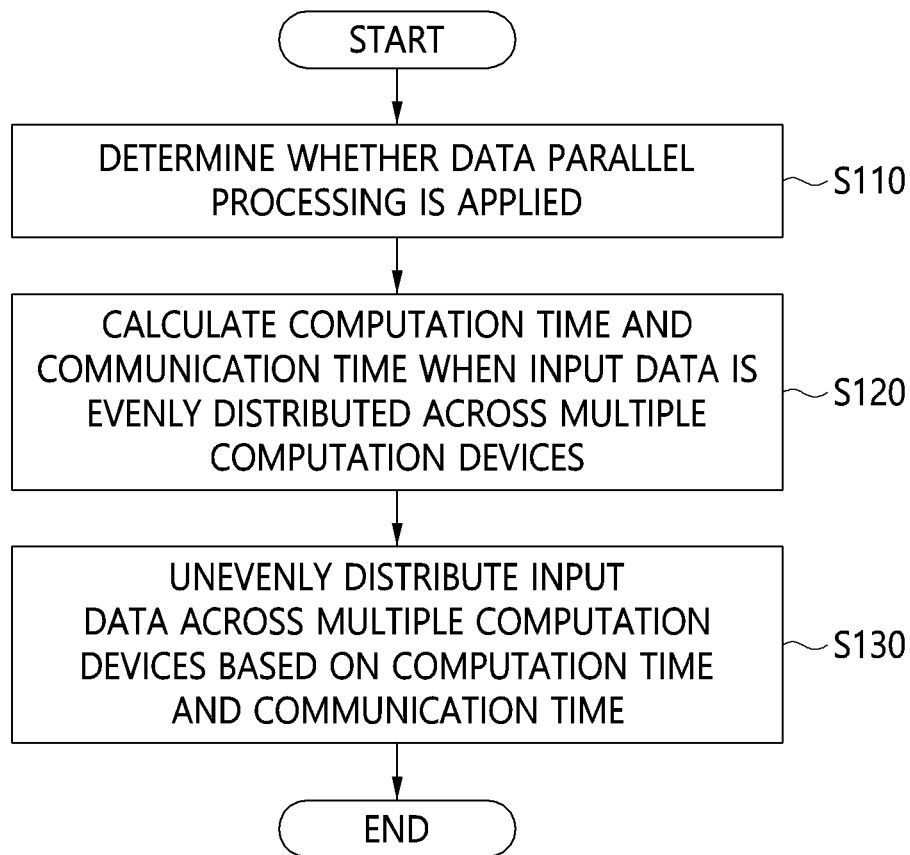 START
DETERMINE WHETHER DATA PARALLEL
PROCESSING IS APPLIED
S110
CALCULATE COMPUTATION TIME AND
COMMUNICATION TIME WHEN INPUT DATA IS
EVENLY DISTRIBUTED ACROSS MULTIPLE
COMPUTATION DEVICES
S120
UNEVENLY DISTRIBUTE INPUT
DATA ACROSS MULTIPLE COMPUTATION
DEVICES BASED ON COMPUTATION TIME
AND COMMUNICATION TIME
S130
END